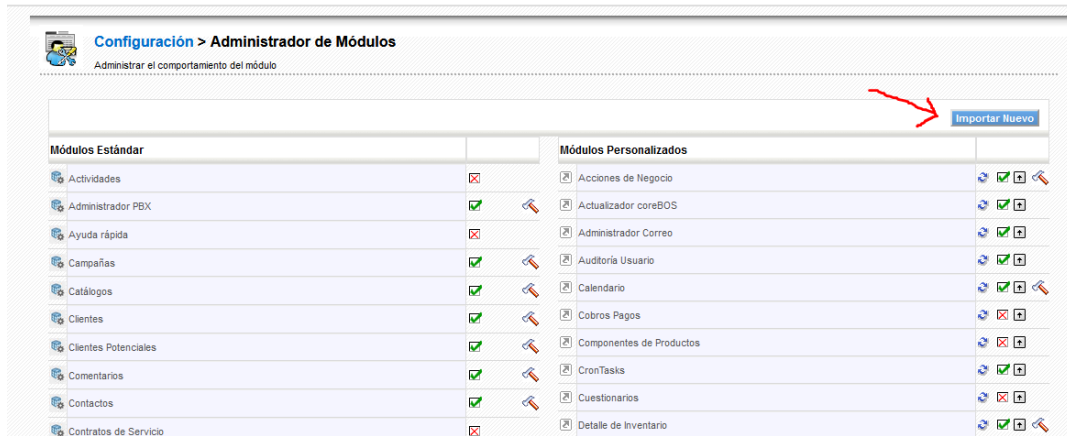 Configuración > Administrador de Módulos
Administrar el comportamiento del módulo
Importar Nuevo
Módulos Estándar
Actividades
Administrador PBX
Ayuda rápida
Campañas
Catálogos
Clientes
Clientes Potenciales
Comentarios
Contactos
Contratos de Servicio
Módulos Personalizados
Acciones de Negocio
Actualizador coreBOS
Administrador Correo
Auditoría Usuario
Calendario
Cobros Pagos
Componentes de Productos
CronTasks
Cuestionarios
Detalle de Inventario